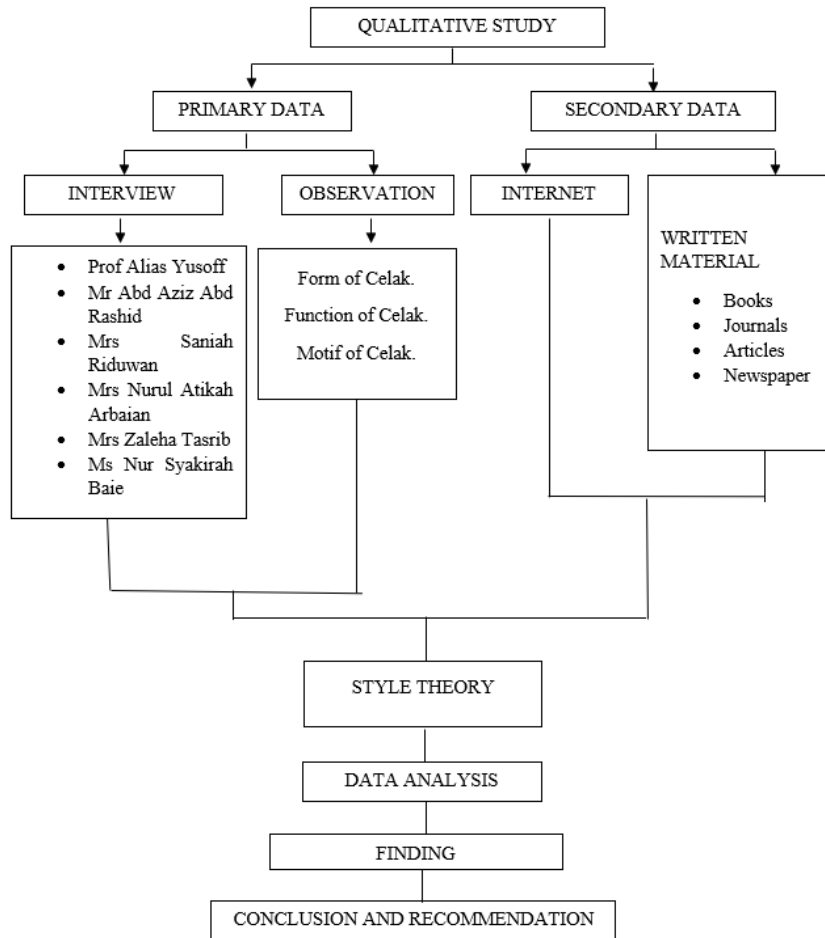 QUALITATIVE STUDY
PRIMARY DATA
SECONDARY DATA
INTERVIEW
OBSERVATION
INTERNET
• Prof Alias Yusoff
• Mr Abd Aziz Abd
Rashid
• Mrs Saniah
Riduwan
• Mrs Nurul Atikah
Arbaian
• Mrs Zaleha Tasrib
• Ms Nur Syakirah
Baie
Form of Celak.
Function of Celak.
Motif of Celak.
WRITTEN
MATERIAL
• Books
• Journals
• Articles
• Newspaper
STYLE THEORY
DATA ANALYSIS
FINDING
CONCLUSION AND RECOMMENDATION